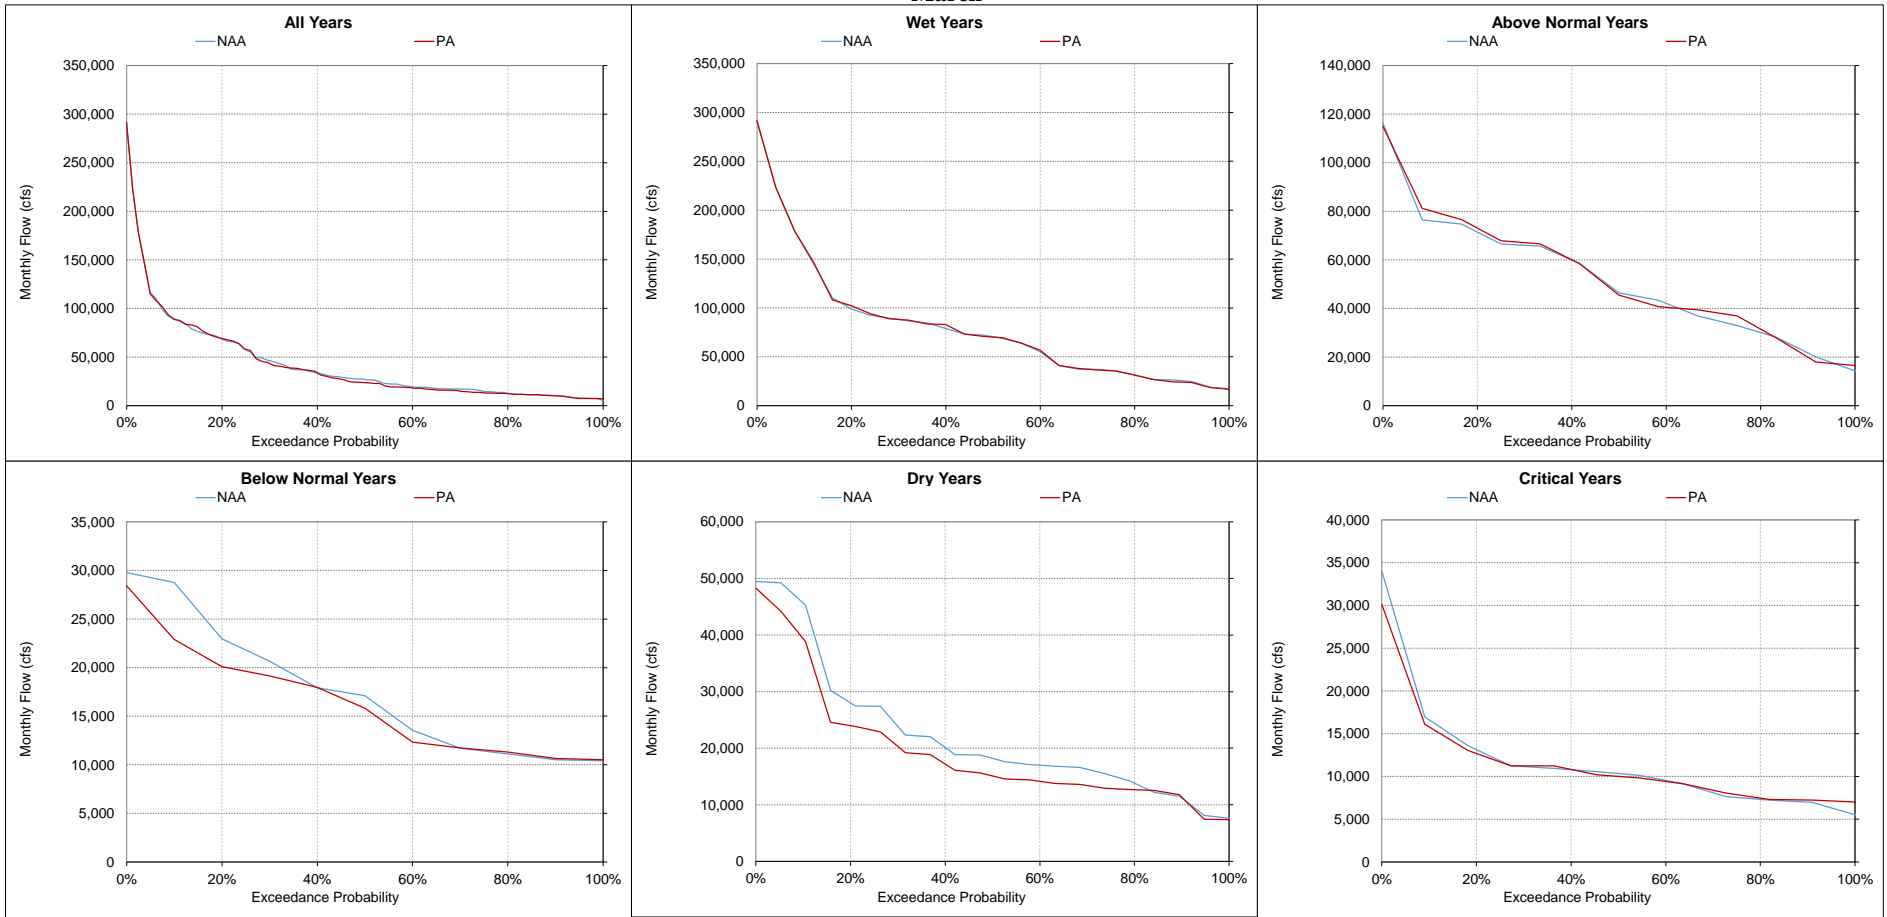 All Years
NAA PA
350,000
300,000
250,000
200,000
150,000
100,000
50,000
0
Monthly Flow (cfs)
0% 20% 40% 60% 80% 100%
Exceedance Probability
Wet Years
NAA PA
350,000
300,000
250,000
200,000
150,000
100,000
50,000
0
Monthly Flow (cfs)
0% 20% 40% 60% 80% 100%
Exceedance Probability
Above Normal Years
NAA PA
140,000
120,000
100,000
80,000
60,000
40,000
20,000
0
Monthly Flow (cfs)
0% 20% 40% 60% 80% 100%
Exceedance Probability
Below Normal Years
NAA PA
35,000
30,000
25,000
20,000
15,000
10,000
5,000
0
Monthly Flow (cfs)
0% 20% 40% 60% 80% 100%
Exceedance Probability
Dry Years
NAA PA
60,000
50,000
40,000
30,000
20,000
10,000
0
Monthly Flow (cfs)
0% 20% 40% 60% 80% 100%
Exceedance Probability
Critical Years
NAA PA
40,000
35,000
30,000
25,000
20,000
15,000
10,000
5,000
0
Monthly Flow (cfs)
0% 20% 40% 60% 80% 100%
Exceedance Probability